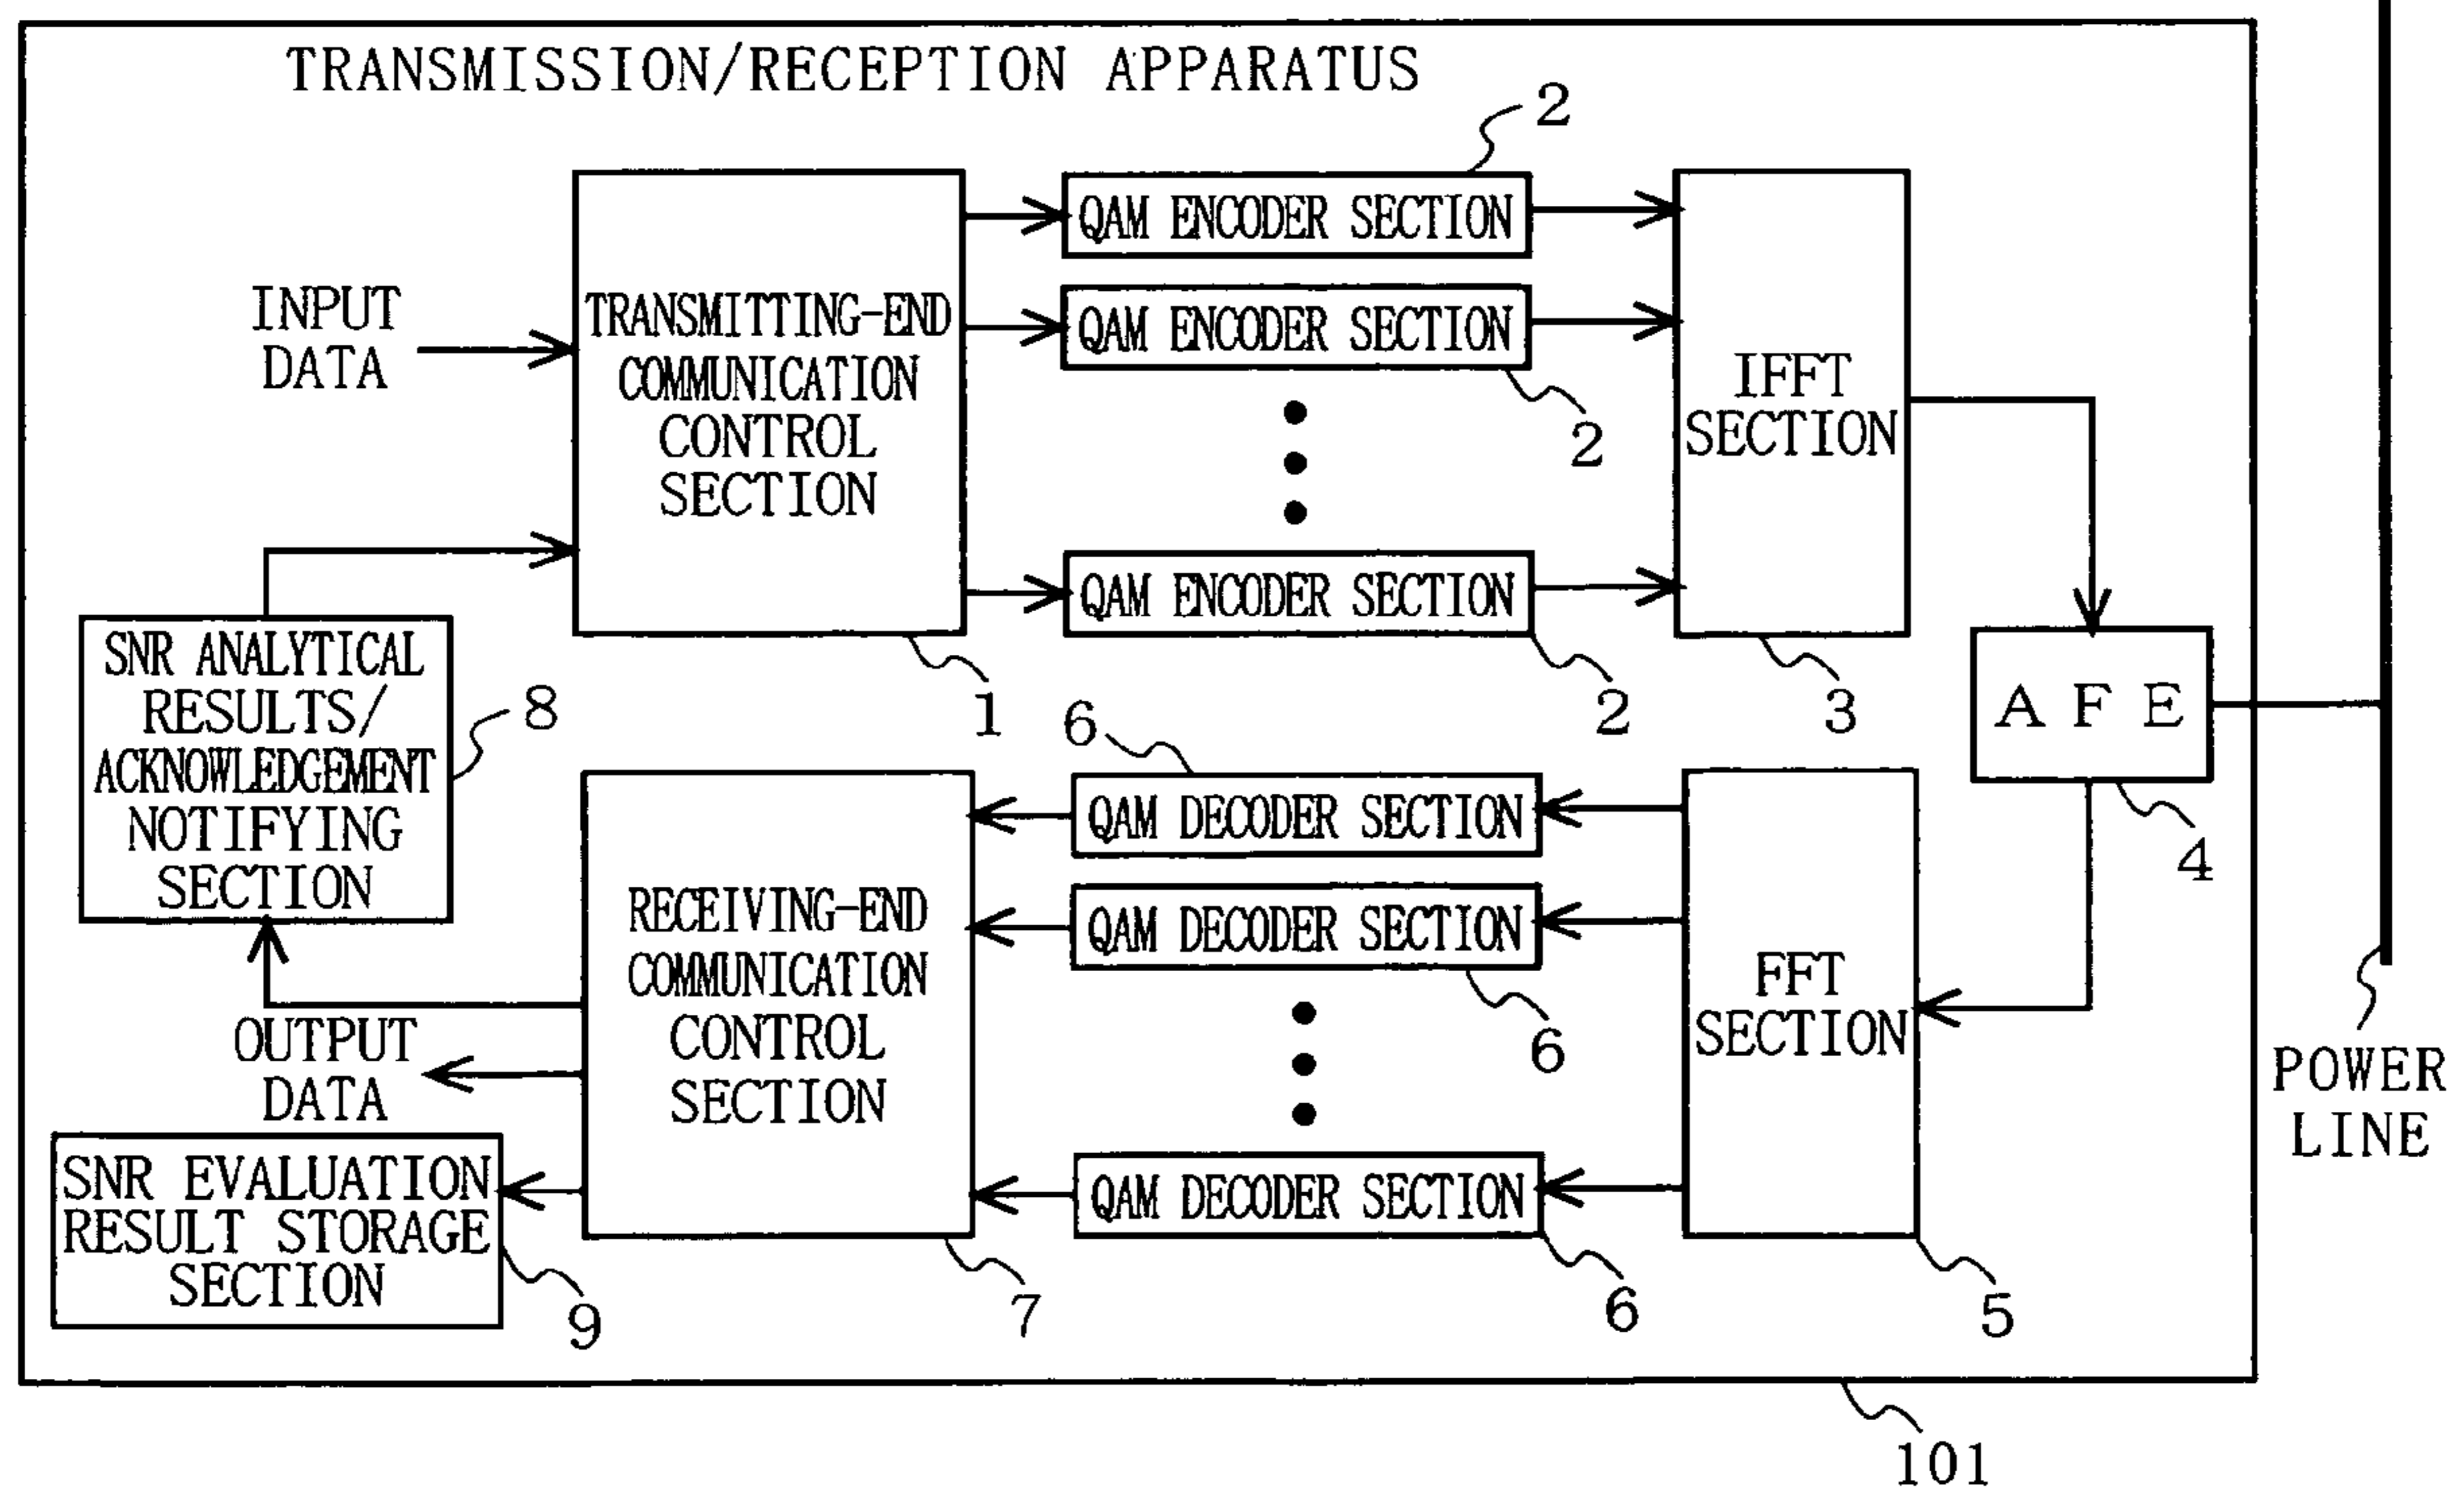 TRANSMISSION/RECEPTION APPARATUS
2
QAM ENCODER SECTION
INPUT
DATA
TRANSMITTING-END
COMMUNICATION
CONTROL
SECTION
QAM ENCODER SECTION
2
IFFT
SECTION
QAM ENCODER SECTION
1
2
3
SNR ANALYTICAL
RESULTS/
ACKNOWLEDGEMENT
NOTIFYING
SECTION
8
A F E
4
6
QAM DECODER SECTION
RECEIVING-END
COMMUNICATION
CONTROL
SECTION
QAM DECODER SECTION
6
FFT
SECTION
OUTPUT
DATA
POWER
LINE
QAM DECODER SECTION
SNR EVALUATION
RESULT STORAGE
SECTION
9
7
6
5
101